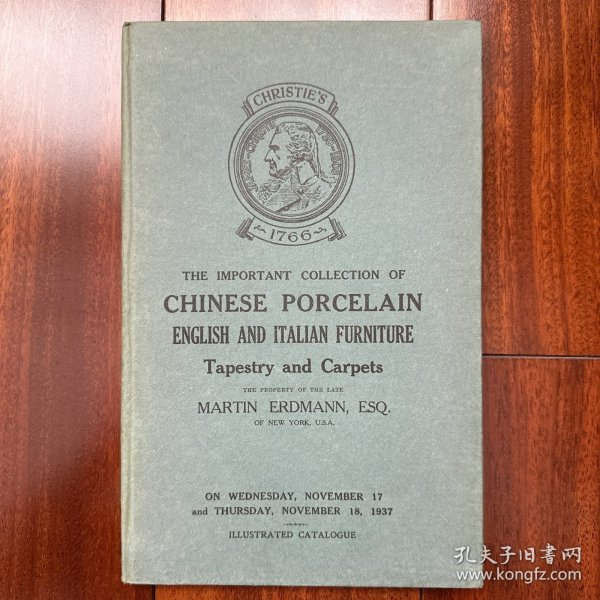 CHRISTIE'S
1766
THE IMPORTANT COLLECTION OF
CHINESE PORCELAIN
ENGLISH AND ITALIAN FURNITURE
Tapestry and Carpets
THE PROPERTY OF THE LATE
MARTIN ERDMANN, ESQ.
OF NEW YORK, U.S.A.
ON WEDNESDAY, NOVEMBER 17
and THURSDAY, NOVEMBER 18, 1937
ILLUSTRATED CATALOGUE
孔夫子旧書网
www.kongfz.com